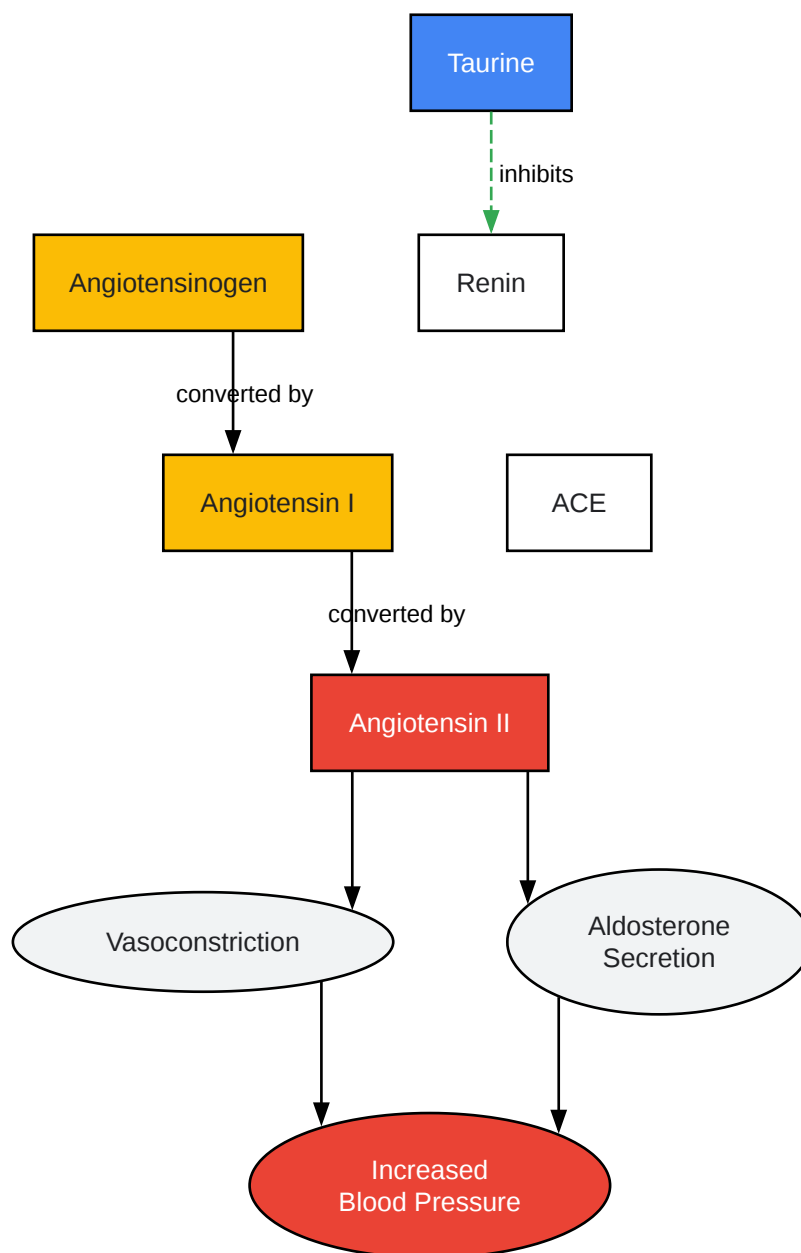 Taurine
inhibits
Angiotensinogen
Renin
converted by
Angiotensin I
ACE
converted by
Angiotensin II
Vasoconstriction
Aldosterone
Secretion
Increased
Blood Pressure